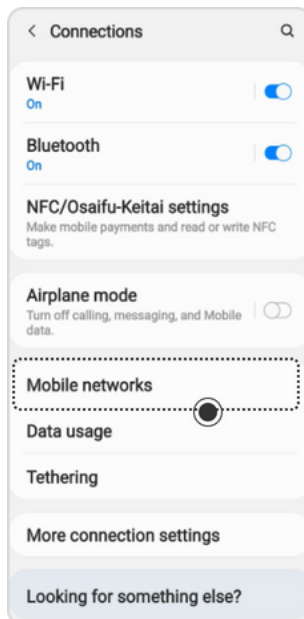 Connections
Wi-Fi
On
Bluetooth
On
NFC/Osaifu-Keitai settings
Make mobile payments and read or write NFC
tags.
Airplane mode
Turn off calling, messaging, and Mobile
data.
Mobile networks
Data usage
Tethering
More connection settings
Looking for something else?